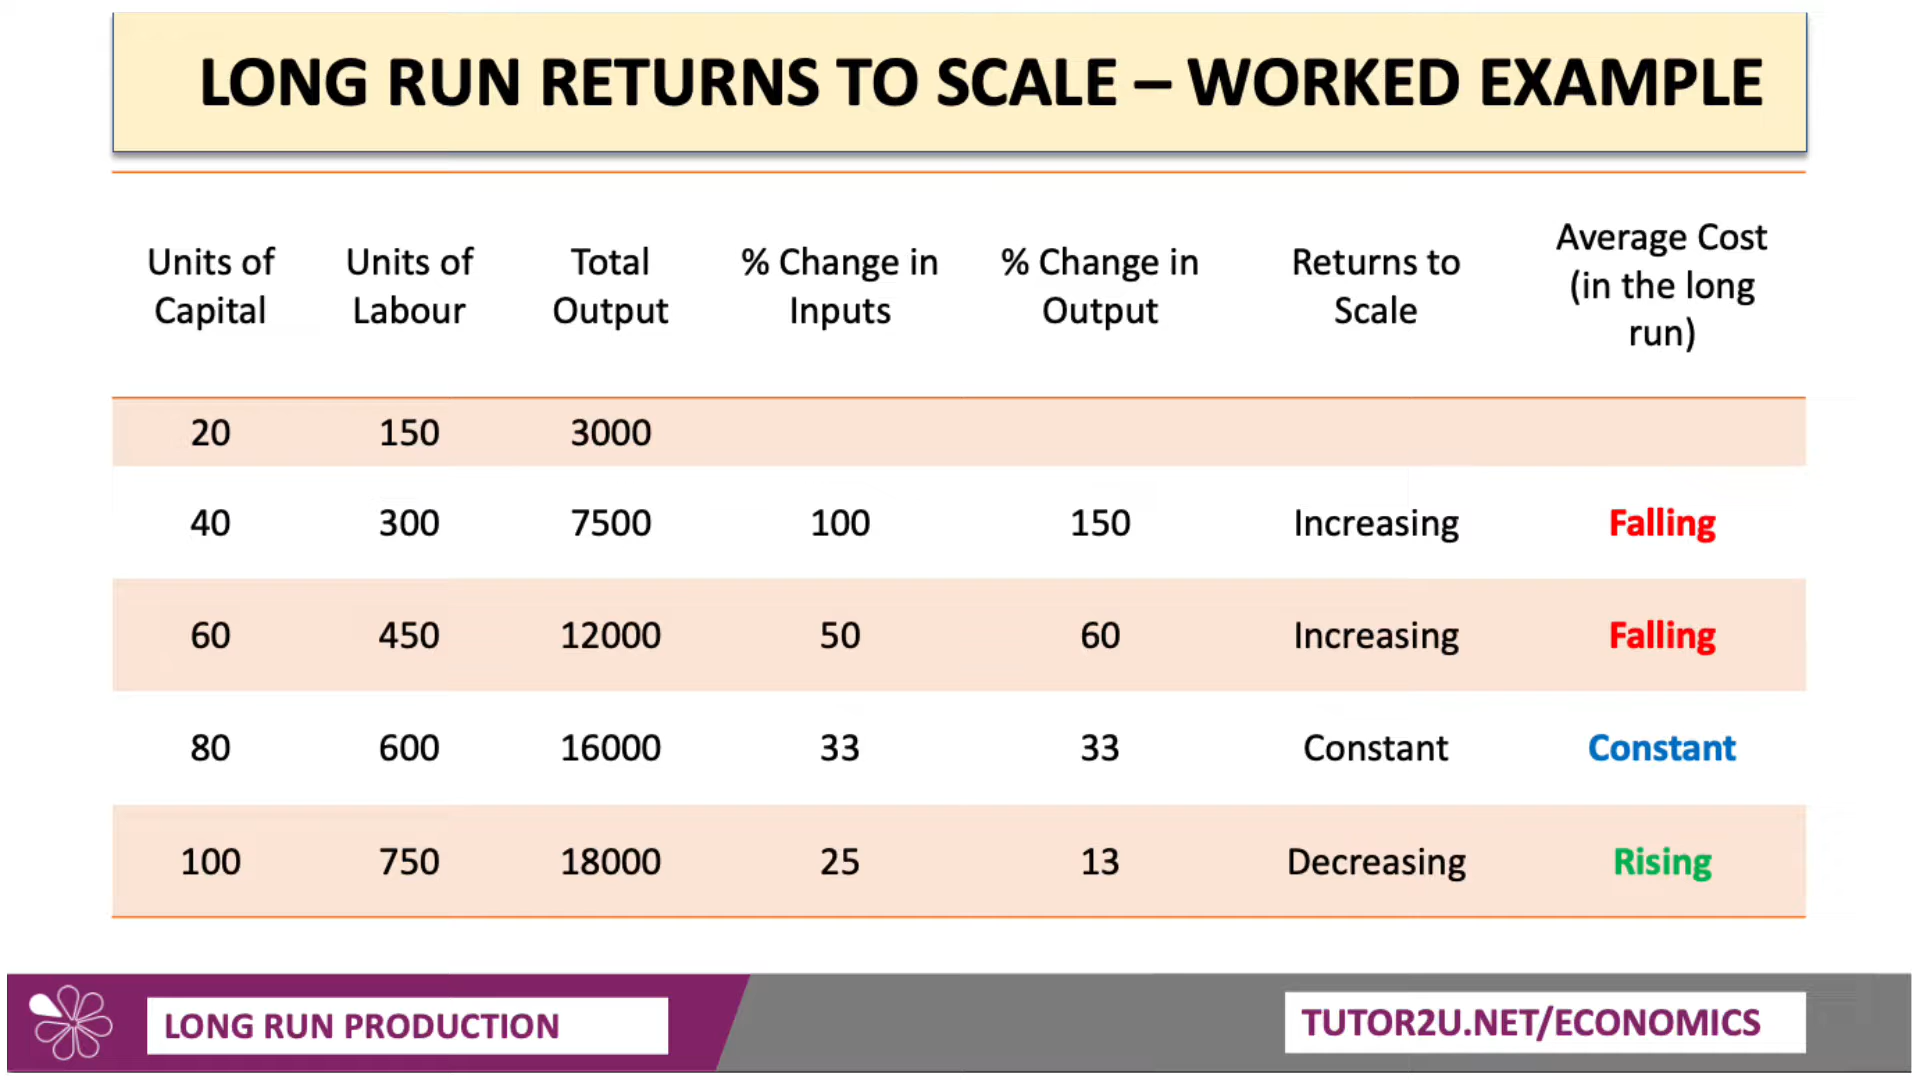 LONG RUN RETURNS TO SCALE – WORKED EXAMPLE
Units of Capital Units of Labour Total Output % Change in Inputs % Change in Output Returns to Scale Average Cost (in the long run)
20 150 3000
40 300 7500 100 150 Increasing Falling
60 450 12000 50 60 Increasing Falling
80 600 16000 33 33 Constant Constant
100 750 18000 25 13 Decreasing Rising
LONG RUN PRODUCTION
TUTOR2U.NET/ECONOMICS